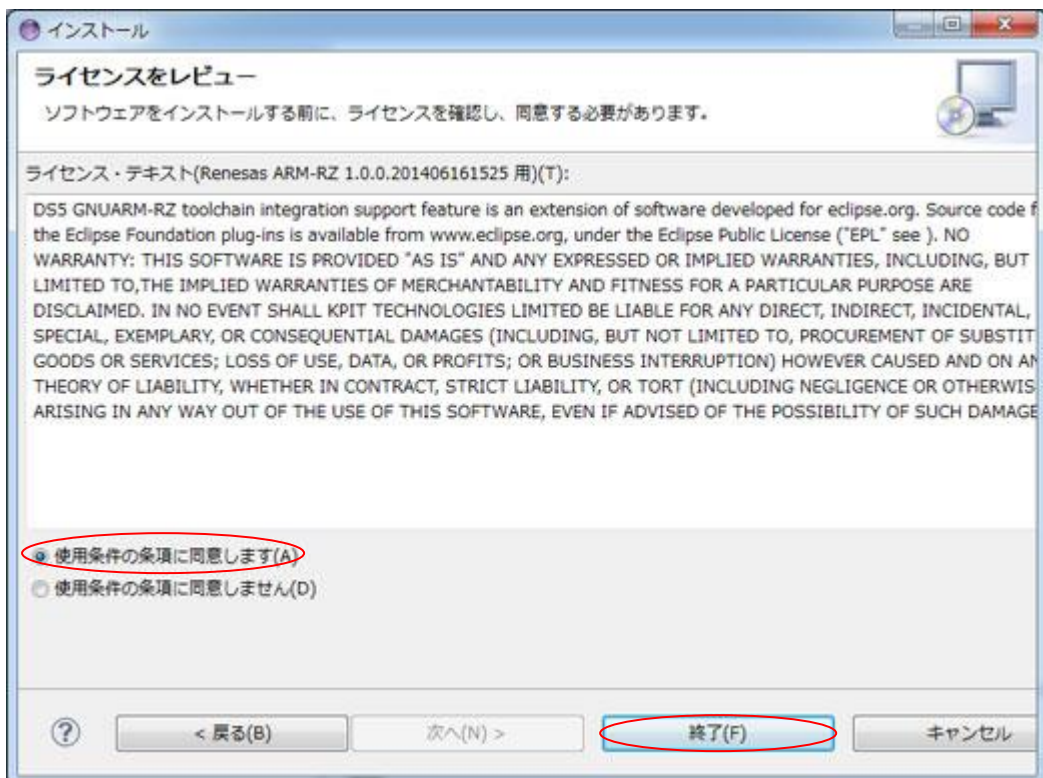 インストール
ライセンスをレビュー
ソフトウェアをインストールする前に、ライセンスを確認し、同意する必要があります。
ライセンス・テキスト(Renesas ARM-RZ 1.0.0.201406161525 用)(T):
DS5 GNUARM-RZ toolchain integration support feature is an extension of software developed for eclipse.org. Source code f
the Eclipse Foundation plug-ins is available from www.eclipse.org, under the Eclipse Public License ("EPL" see ). NO
WARRANTY: THIS SOFTWARE IS PROVIDED "AS IS" AND ANY EXPRESSED OR IMPLIED WARRANTIES, INCLUDING, BUT
LIMITED TO,THE IMPLIED WARRANTIES OF MERCHANTABILITY AND FITNESS FOR A PARTICULAR PURPOSE ARE
DISCLAIMED. IN NO EVENT SHALL KPIT TECHNOLOGIES LIMITED BE LIABLE FOR ANY DIRECT, INDIRECT, INCIDENTAL,
SPECIAL, EXEMPLARY, OR CONSEQUENTIAL DAMAGES (INCLUDING, BUT NOT LIMITED TO, PROCUREMENT OF SUBSTIT
GOODS OR SERVICES; LOSS OF USE, DATA, OR PROFITS; OR BUSINESS INTERRUPTION) HOWEVER CAUSED AND ON AN
THEORY OF LIABILITY, WHETHER IN CONTRACT, STRICT LIABILITY, OR TORT (INCLUDING NEGLIGENCE OR OTHERWIS
ARISING IN ANY WAY OUT OF THE USE OF THIS SOFTWARE, EVEN IF ADVISED OF THE POSSIBILITY OF SUCH DAMAGE
使用条件の条項に同意します(A)
使用条件の条項に同意しません(D)
? < 戻る(B) 次へ(N) > 終了(F) キャンセル